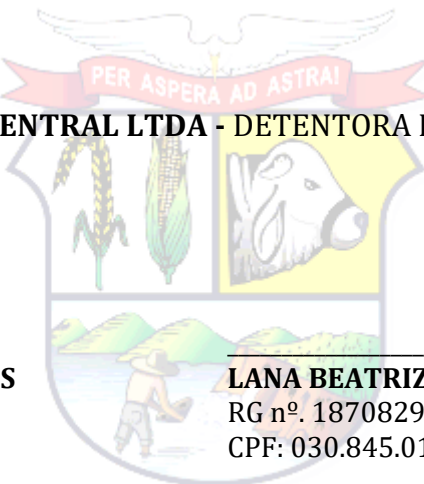 PER ASPERA AD ASTRA!
ENTRAL LTDA - DETENTORA
S LANA BEATRIZ
RG nº. 1870829
CPF: 030.845.01